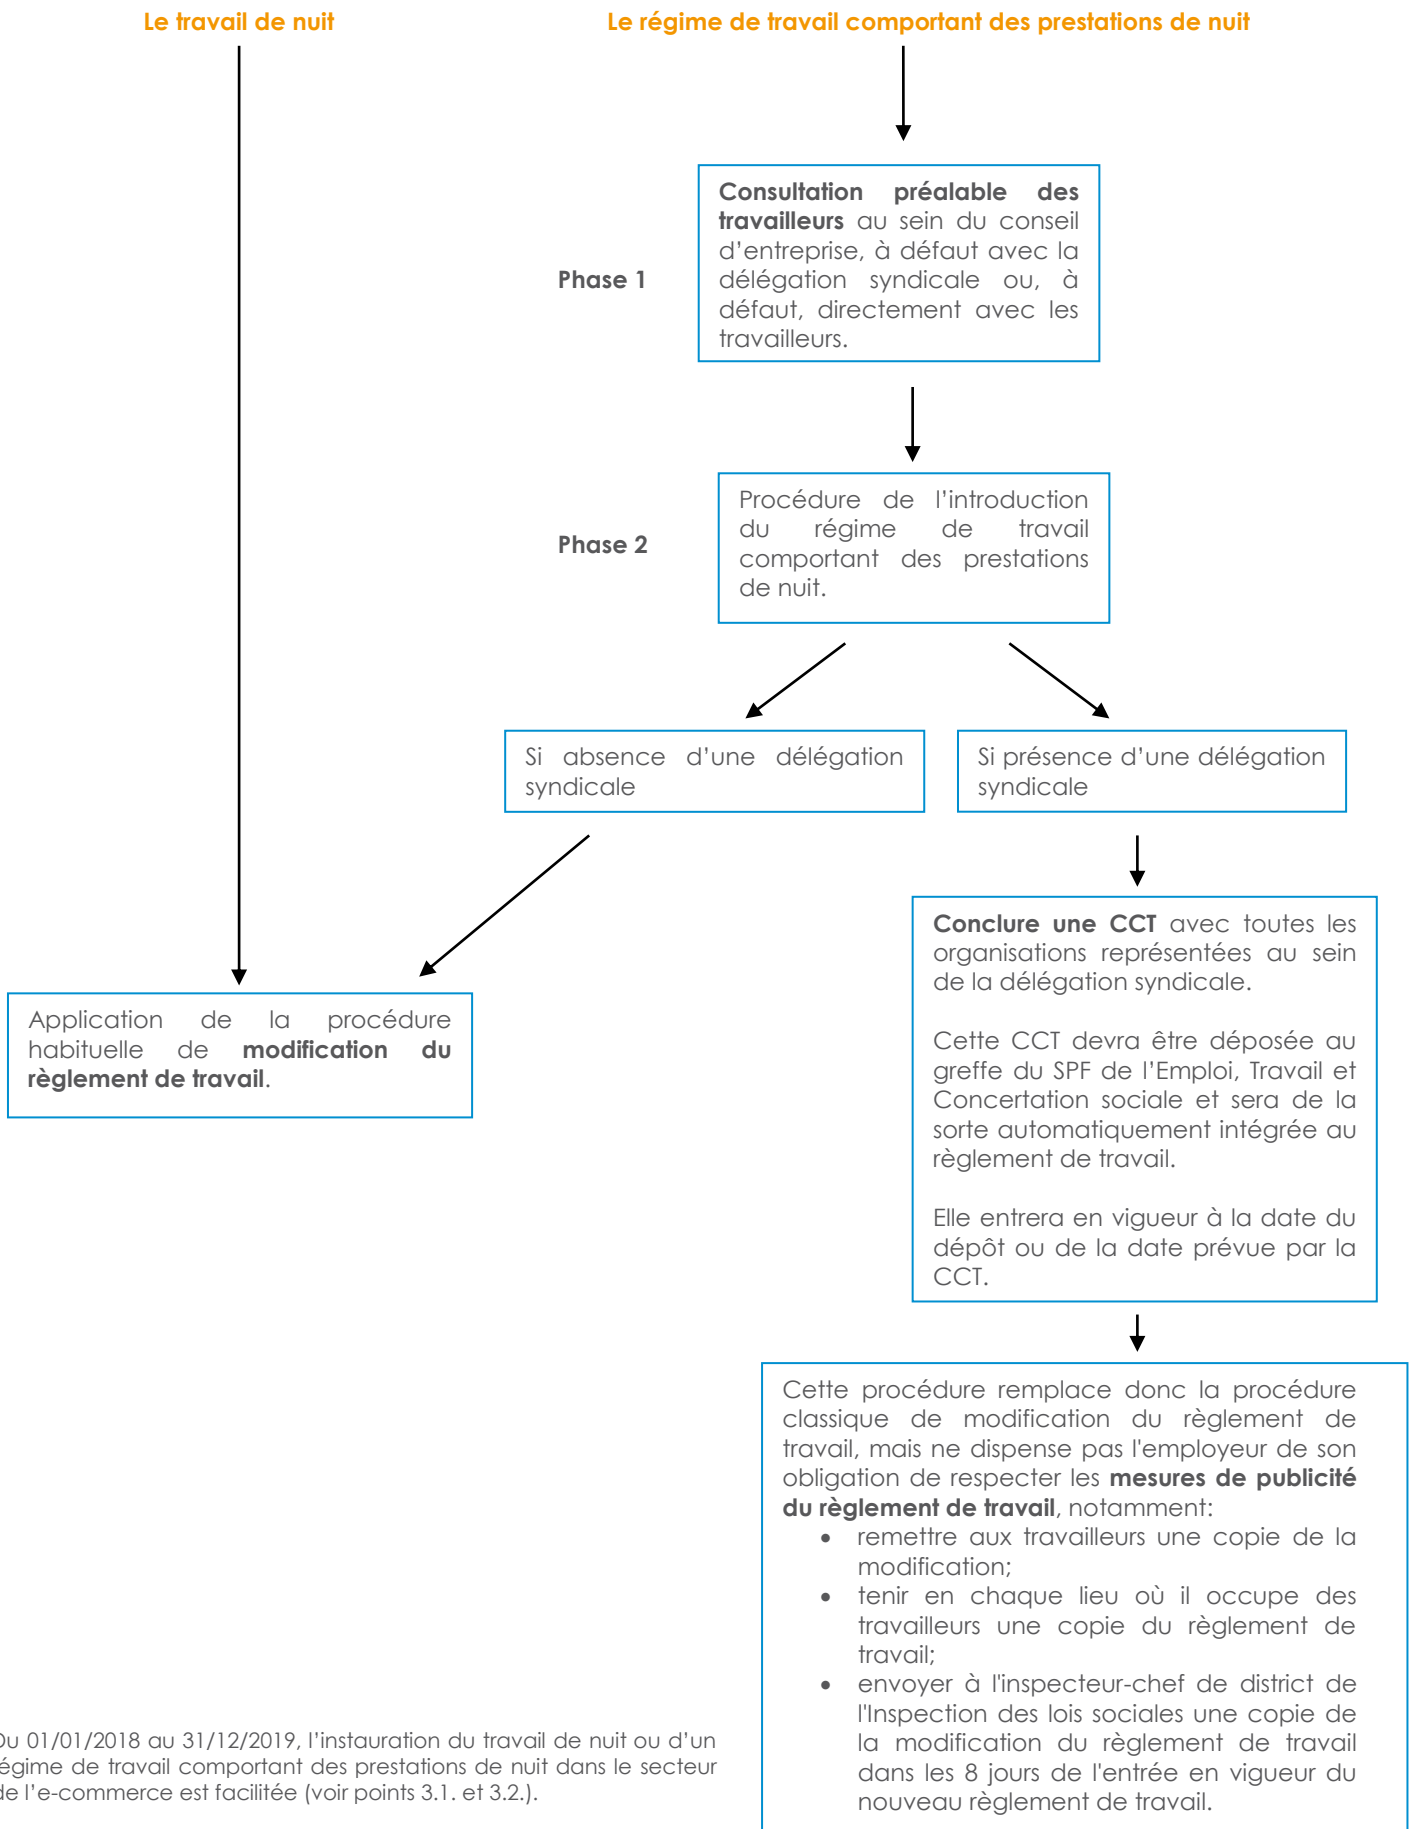 Le travail de nuit
Le régime de travail comportant des prestations de nuit
Phase 1
Consultation préalable des
travailleurs au sein du conseil
d’entreprise, à défaut avec la
délégation syndicale ou, à
défaut, directement avec les
travailleurs.
Phase 2
Procédure de l’introduction
du régime de travail
comportant des prestations
de nuit.
Si absence d’une délégation
syndicale
Si présence d’une délégation
syndicale
Application de la procédure
habituelle de modification du
règlement de travail.
Conclure une CCT avec toutes les
organisations représentées au sein
de la délégation syndicale.
Cette CCT devra être déposée au
greffe du SPF de l’Emploi, Travail et
Concertation sociale et sera de la
sorte automatiquement intégrée au
règlement de travail.
Elle entrera en vigueur à la date du
dépôt ou de la date prévue par la
CCT.
Cette procédure remplace donc la procédure
classique de modification du règlement de
travail, mais ne dispense pas l'employeur de son
obligation de respecter les mesures de publicité
du règlement de travail, notamment:
• remettre aux travailleurs une copie de la
modification;
• tenir en chaque lieu où il occupe des
travailleurs une copie du règlement de
travail;
• envoyer à l'inspecteur-chef de district de
l'Inspection des lois sociales une copie de
la modification du règlement de travail
dans les 8 jours de l'entrée en vigueur du
nouveau règlement de travail.
Du 01/01/2018 au 31/12/2019, l’instauration du travail de nuit ou d’un
régime de travail comportant des prestations de nuit dans le secteur
de l’e-commerce est facilitée (voir points 3.1. et 3.2.).